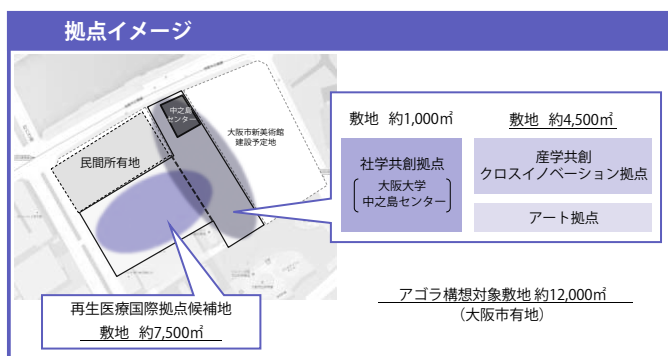 拠点イメージ
中之島
センター
大阪市新美術館
建設予定地
民間所有地
敷地 約1,000㎡
敷地 約4,500㎡
社学共創拠点
大阪大学
中之島センター
産学共創
クロスイノベーション拠点
アート拠点
再生医療国際拠点候補地
敷地 約7,500㎡
アゴラ構想対象敷地 約12,000㎡
（大阪市有地）